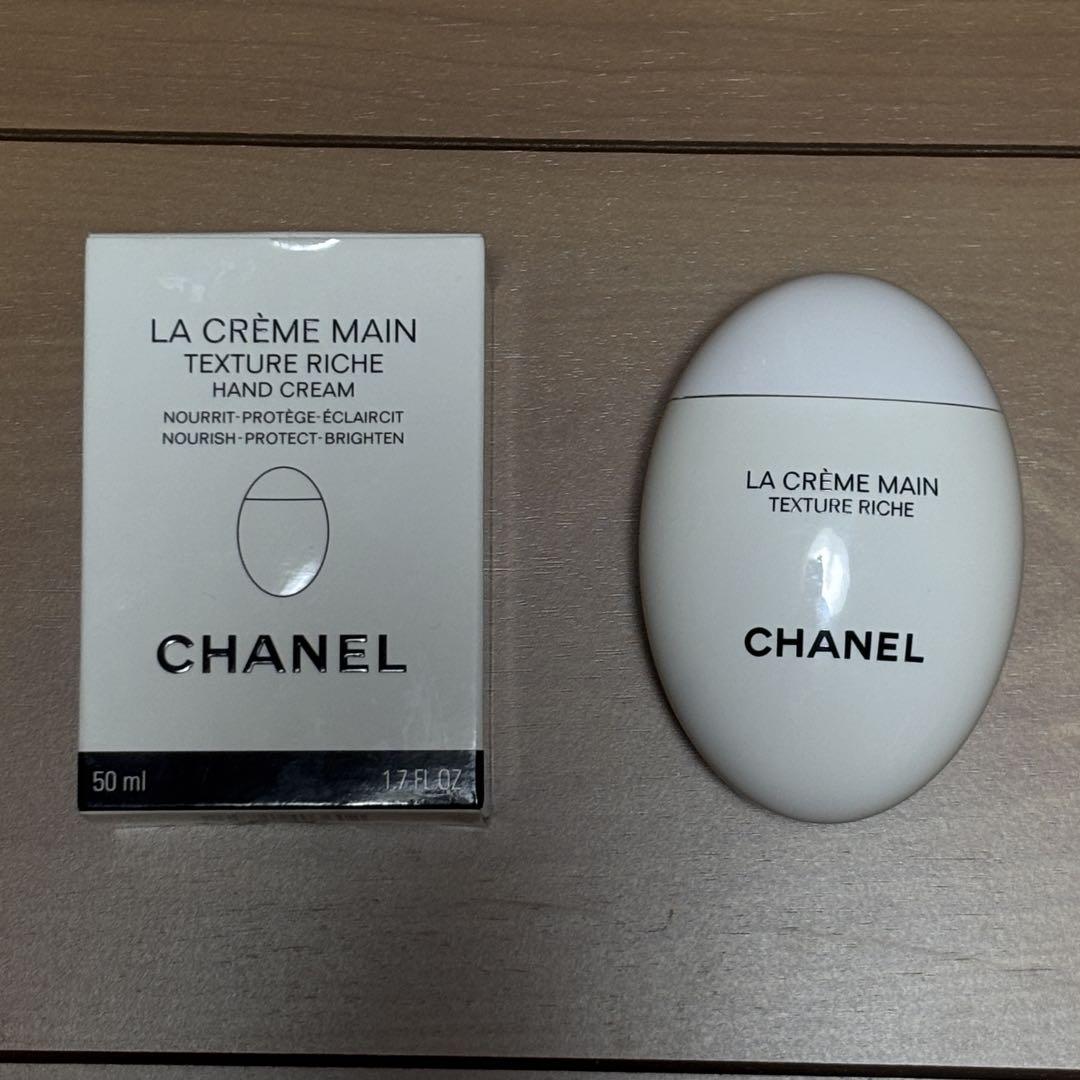 LA CRÈME MAIN
TEXTURE RICHE
HAND CREAM
NOURRIT-PROTÈGE-ÉCLAIRCIT
NOURISH-PROTECT-BRIGHTEN
CHANEL
50 ml
1.7 FL.OZ
LA CRÈME MAIN
TEXTURE RICHE
CHANEL